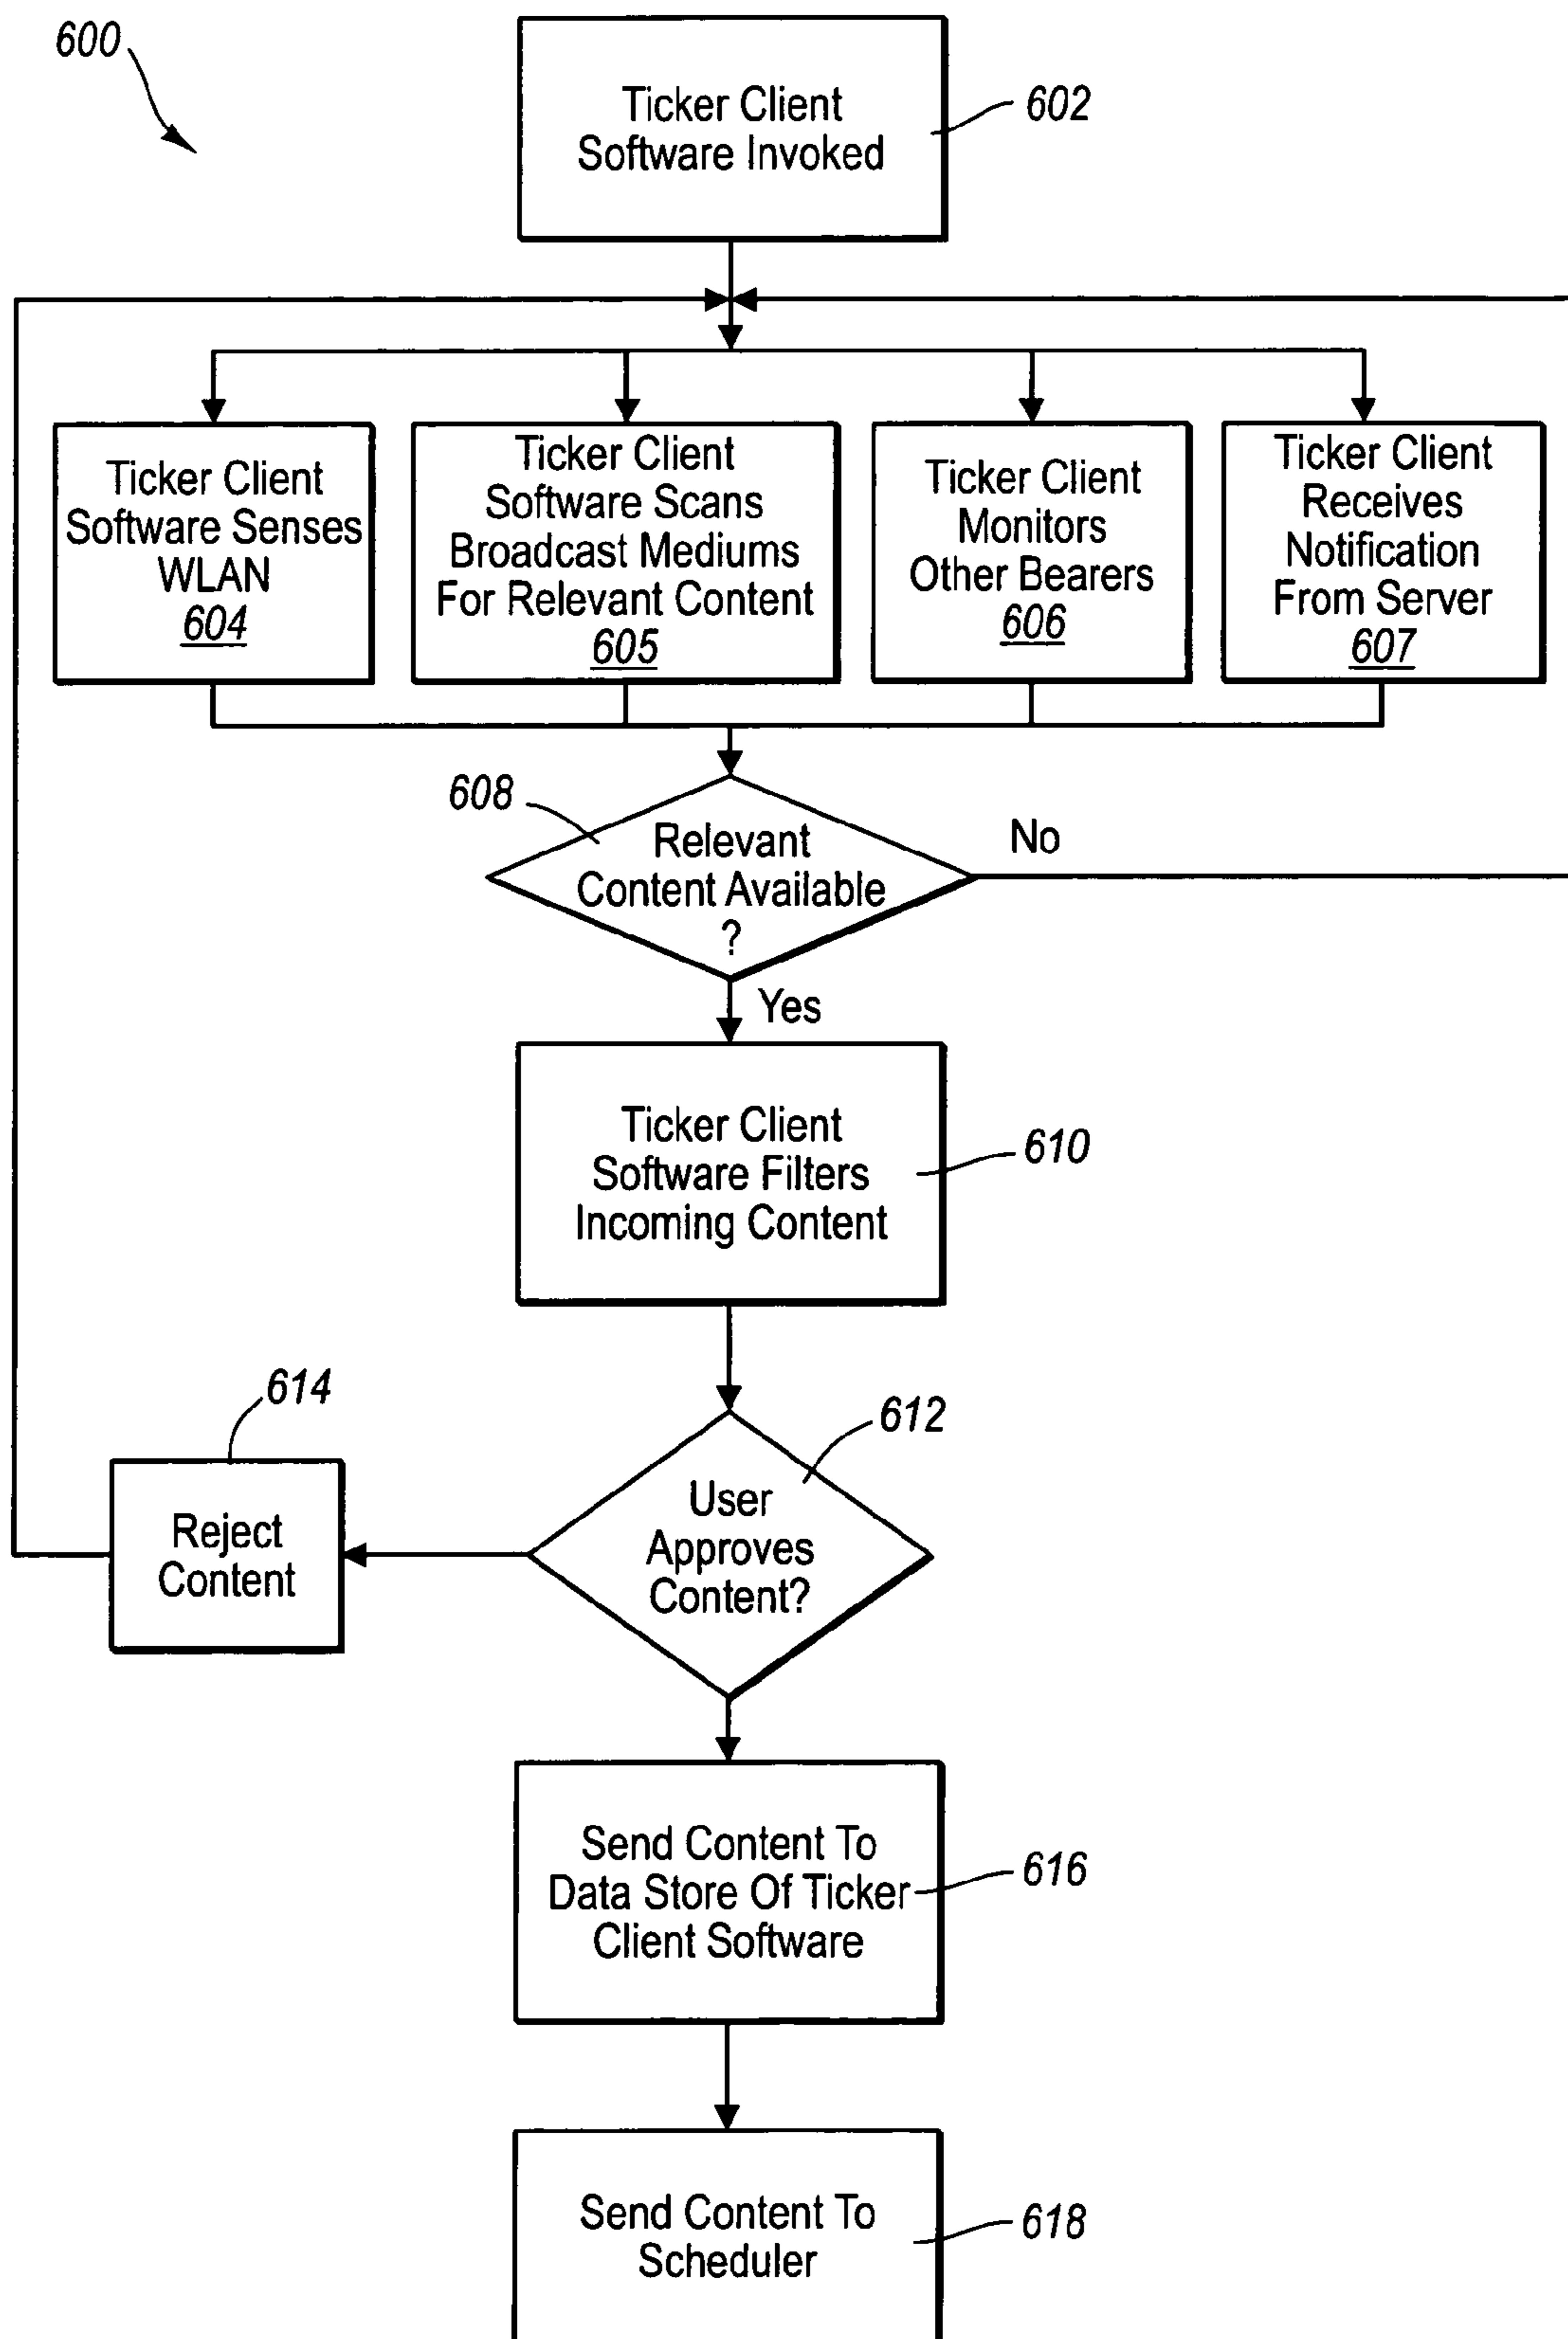 600
Ticker Client
Software Invoked
602
Ticker Client
Software Senses
WLAN
604
Ticker Client
Software Scans
Broadcast Mediums
For Relevant Content
605
Ticker Client
Monitors
Other Bearers
606
Ticker Client
Receives
Notification
From Server
607
608
Relevant
Content Available
?
No
Yes
Ticker Client
Software Filters
Incoming Content
610
614
612
Reject
Content
User
Approves
Content?
Send Content To
Data Store Of Ticker
Client Software
616
Send Content To
Scheduler
618